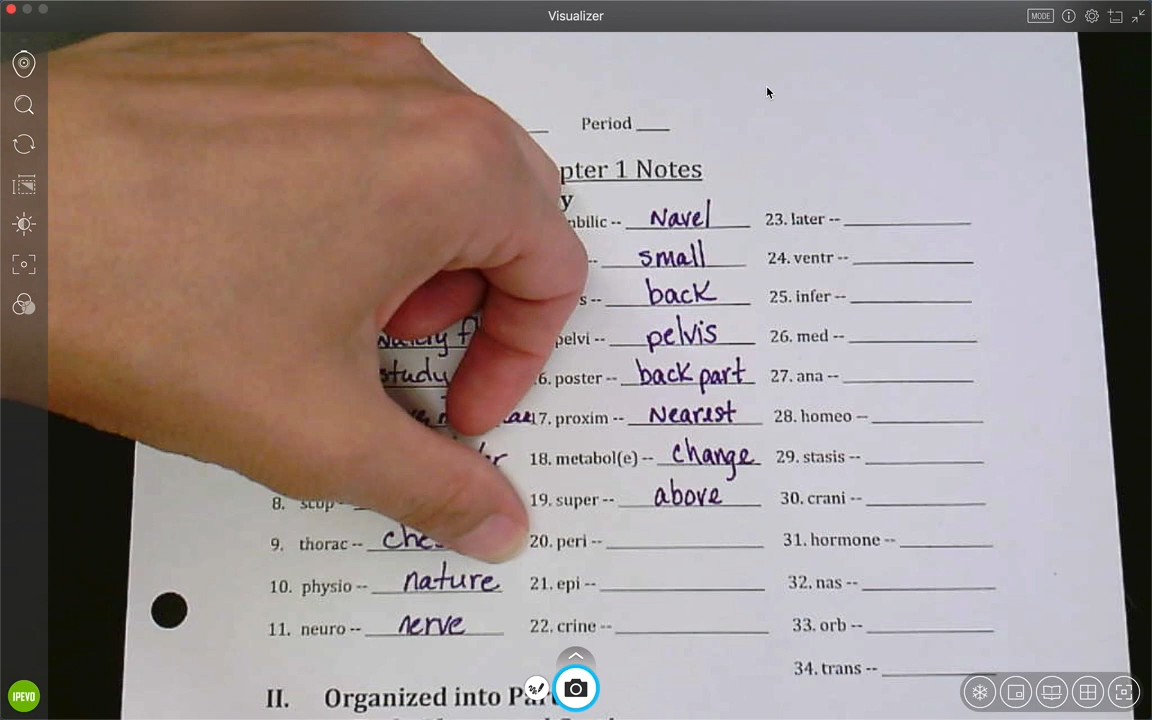 Visualizer
MODE
Period ___
pter 1 Notes
y
bilic -- Navel
23. later --
-- small
24. ventr --
s -- back
25. infer --
pelvi -- pelvis
26. med --
study
6. poster -- back part
27. ana --
17. proxim -- Nearest
28. homeo --
18. metabol(e) -- change
29. stasis --
8. scop --
19. super -- above
30. crani --
9. thorac -- che
20. peri --
31. hormone --
10. physio -- nature
21. epi --
32. nas --
11. neuro -- nerve
22. crine --
33. orb --
34. trans --
II. Organized into Pa
IPEVO